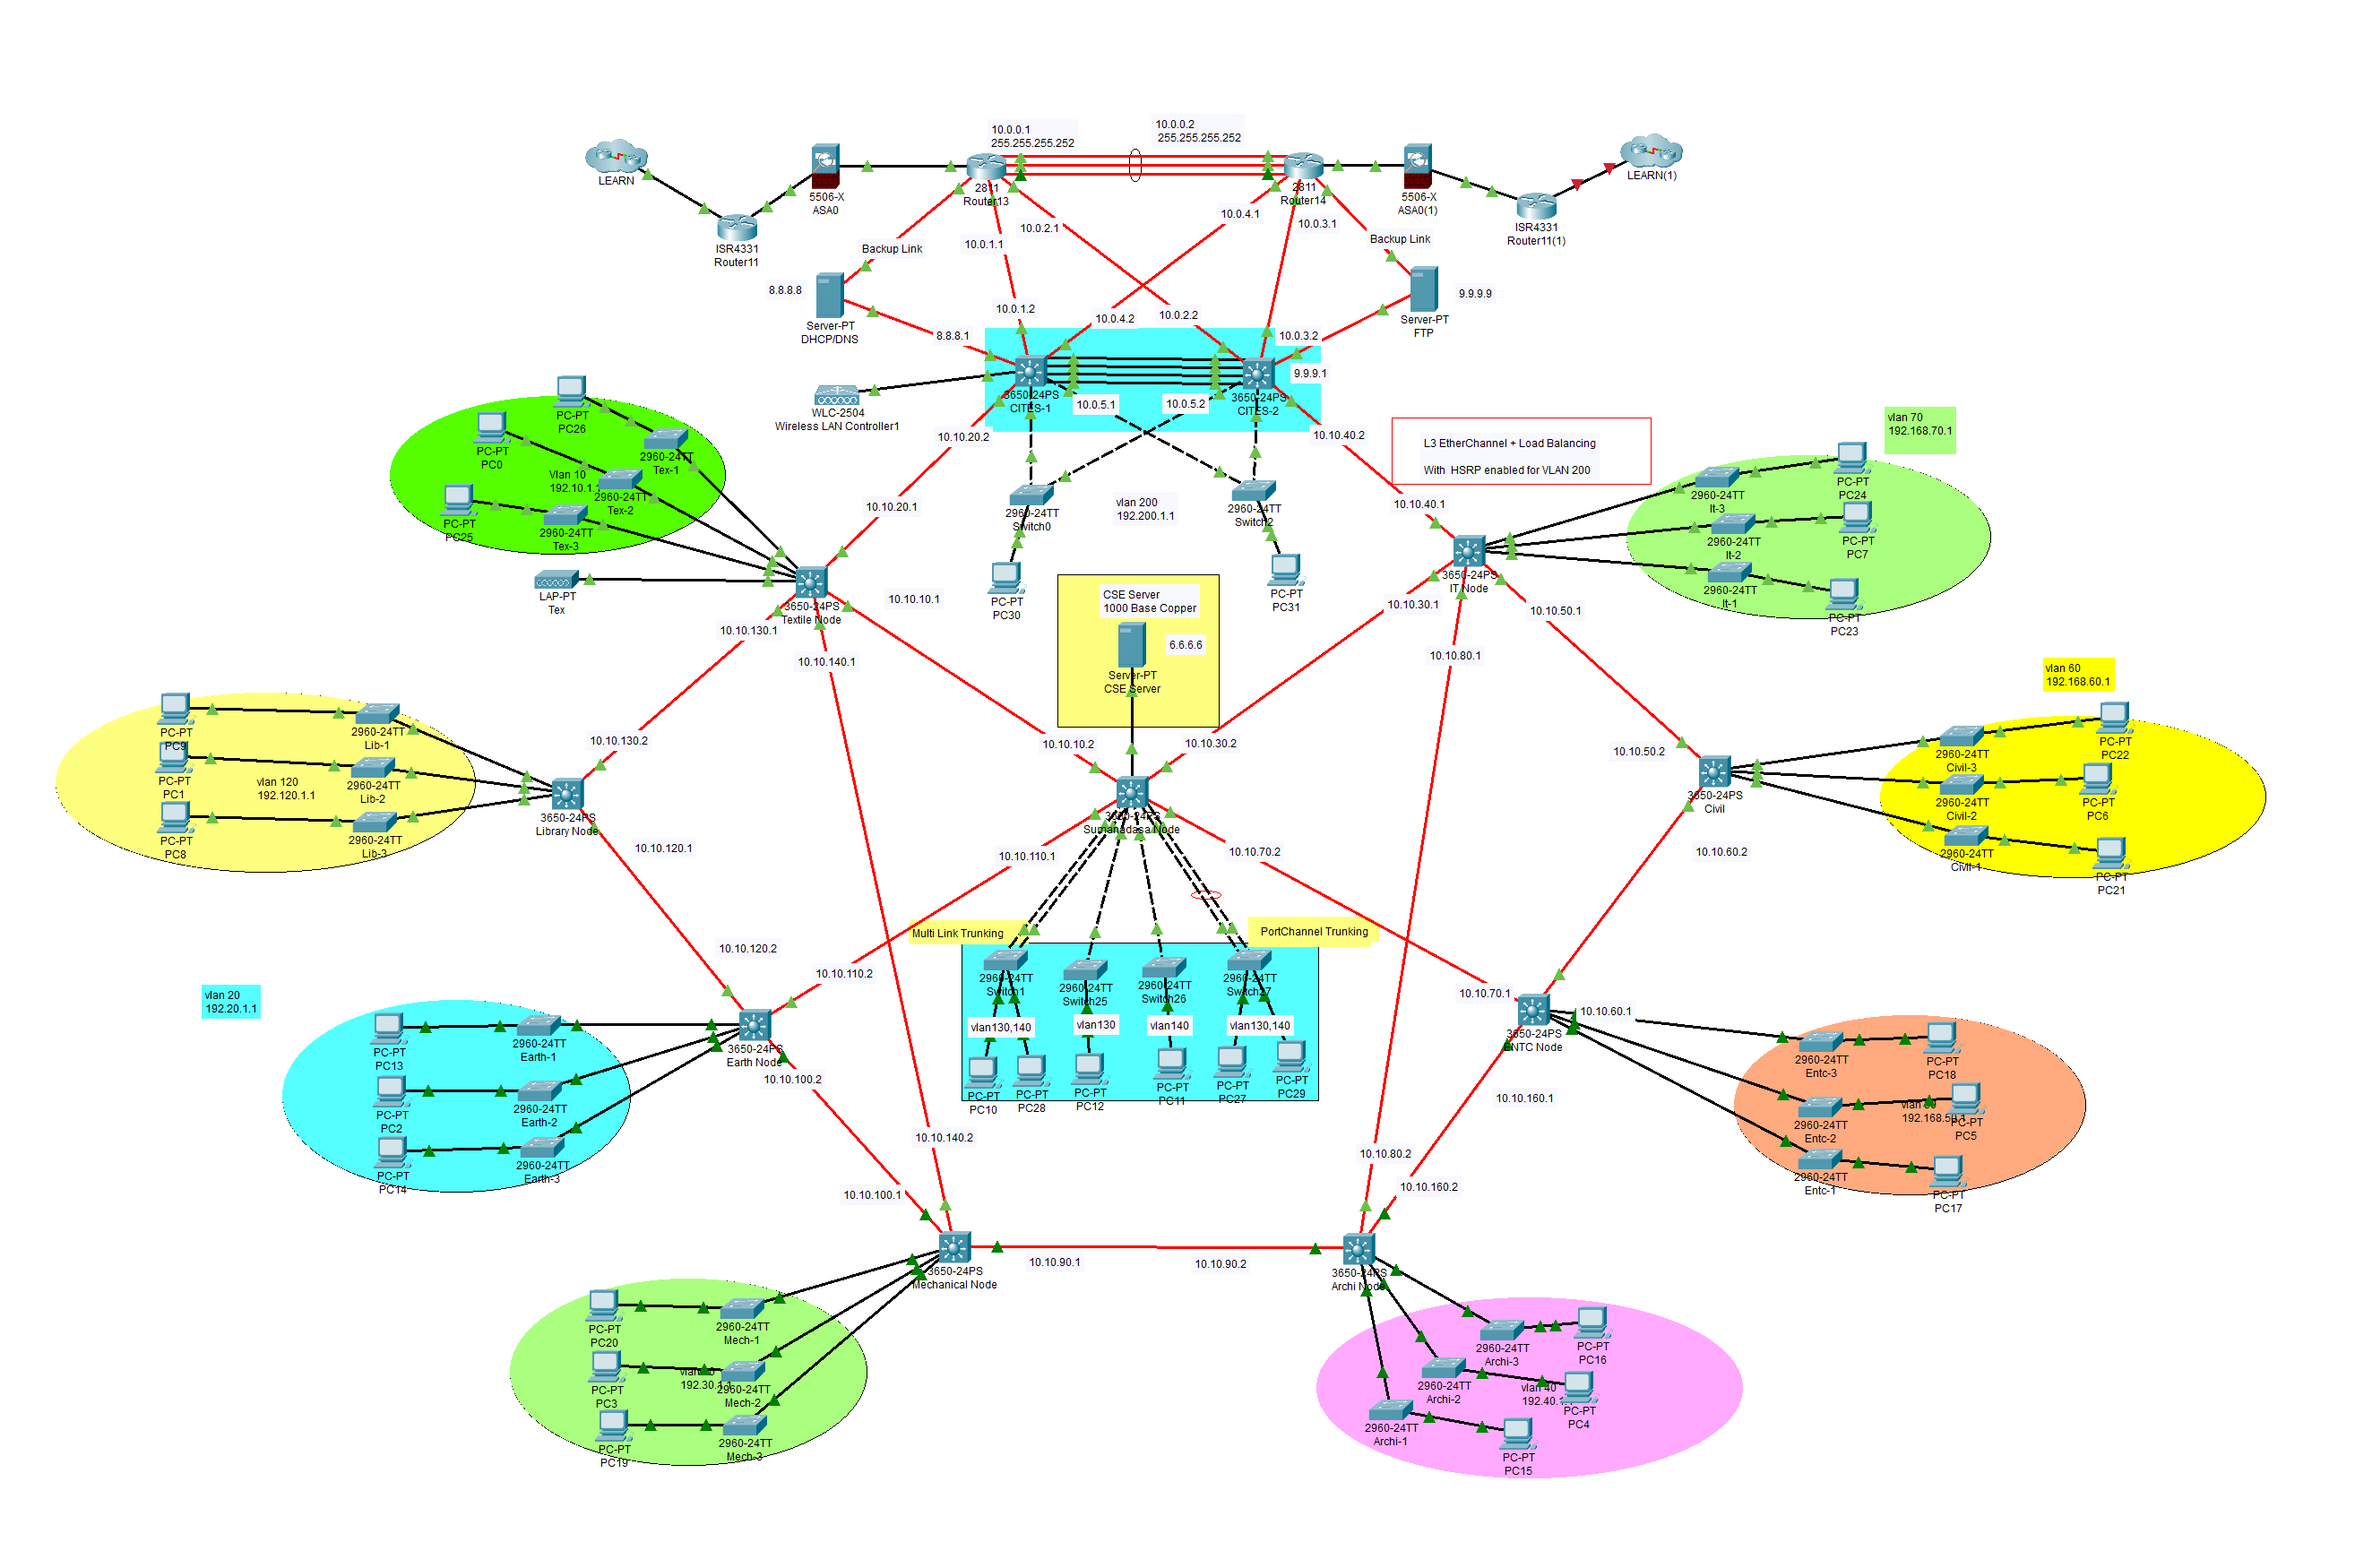 10.0.0.1
255.255.255.252
10.0.0.2
255.255.255.252
LEARN
5506-X
ASA0
2811
Router13
2811
Router14
5506-X
ASA0(1)
LEARN(1)
ISR4331
Router11
ISR4331
Router11(1)
10.0.2.1
10.0.4.1
10.0.3.1
10.0.1.1
Backup Link
Backup Link
8.8.8.8
9.9.9.9
Server-PT
DHCP/DNS
Server-PT
FTP
10.0.1.2
10.0.4.2
10.0.2.2
10.0.3.2
8.8.8.1
9.9.9.1
3650-24PS
CITES-1
3650-24PS
CITES-2
10.0.5.1
10.0.5.2
WLC-2504
Wireless LAN Controller1
10.10.20.2
10.10.40.2
L3 EtherChannel + Load Balancing
With HSRP enabled for VLAN 200
vlan 70
192.168.70.1
PC-PT
PC26
PC-PT
PC0
2960-24TT
Tex-1
Vlan 10
192.10.1.
2960-24TT
Tex-2
PC-PT
PC25
2960-24TT
Tex-3
10.10.20.1
10.10.40.1
2960-24TT
Switch0
vlan 200
192.200.1.1
2960-24TT
Switch2
2960-24TT
It-3
PC-PT
PC24
2960-24TT
It-2
PC-PT
PC7
2960-24TT
It-1
PC-PT
PC23
LAP-PT
Tex
3650-24PS
Textile Node
PC-PT
PC30
PC-PT
PC31
3650-24PS
IT Node
10.10.10.1
CSE Server
1000 Base Copper
10.10.30.1
10.10.50.1
10.10.130.1
10.10.140.1
6.6.6.6
10.10.80.1
Server-PT
CSE Server
vlan 60
192.168.60.1
PC-PT
PC9
2960-24TT
Lib-1
PC-PT
PC1
vlan 120
192.120.1.1
2960-24TT
Lib-2
PC-PT
PC8
2960-24TT
Lib-3
10.10.130.2
10.10.10.2
10.10.30.2
10.10.50.2
3650-24PS
Library Node
3650-24PS
Sumanadasa Node
3650-24PS
Civil
2960-24TT
Civil-3
PC-PT
PC22
2960-24TT
Civil-2
PC-PT
PC6
2960-24TT
Civil-1
PC-PT
PC21
10.10.120.1
10.10.110.1
10.10.70.2
10.10.60.2
Multi Link Trunking
PortChannel Trunking
10.10.120.2
10.10.110.2
2960-24TT
Switch1
2960-24TT
Switch25
2960-24TT
Switch26
2960-24TT
Switch27
vlan130,140
vlan130
vlan140
vlan130,140
PC-PT
PC10
PC-PT
PC28
PC-PT
PC12
PC-PT
PC11
PC-PT
PC27
PC-PT
PC29
vlan 20
192.20.1.1
10.10.70.1
10.10.60.1
3650-24PS
ENTC Node
PC-PT
PC13
2960-24TT
Earth-1
3650-24PS
Earth Node
PC-PT
PC2
2960-24TT
Earth-2
PC-PT
PC14
2960-24TT
Earth-3
10.10.100.2
2960-24TT
Entc-3
PC-PT
PC18
2960-24TT
Entc-2
192.168.50.1
PC-PT
PC5
2960-24TT
Entc-1
PC-PT
PC17
10.10.160.1
10.10.140.2
10.10.80.2
10.10.100.1
10.10.160.2
3650-24PS
Mechanical Node
10.10.90.1
10.10.90.2
3650-24PS
Archi Node
PC-PT
PC20
2960-24TT
Mech-1
PC-PT
PC3
192.30.1.1
2960-24TT
Mech-2
PC-PT
PC19
2960-24TT
Mech-3
2960-24TT
Archi-3
PC-PT
PC16
2960-24TT
Archi-2
vlan 40
192.40.
PC-PT
PC4
2960-24TT
Archi-1
PC-PT
PC15